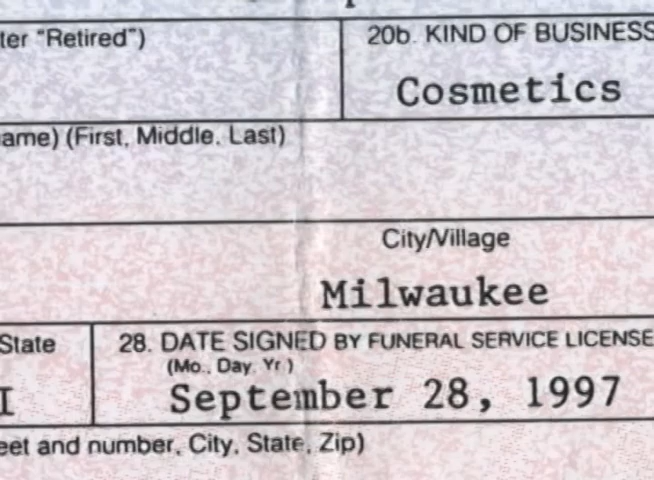 ter "Retired")
20b. KIND OF BUSINESS
Cosmetics
ame) (First, Middle, Last)
City/Village
Milwaukee
State
28. DATE SIGNED BY FUNERAL SERVICE LICENSE
(Mo., Day, Yr.)
I September 28, 1997
eet and number, City, State, Zip)